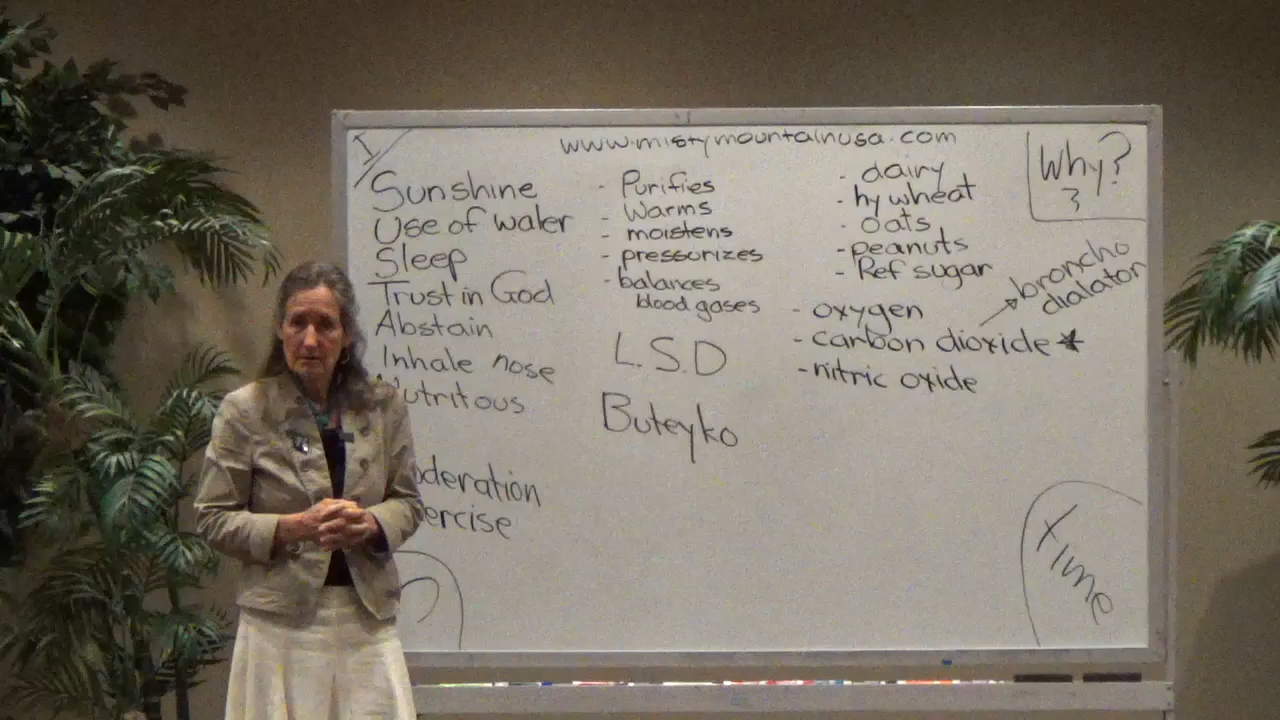 I
www.mistymountainusa.com
Sunshine
Use of water
Sleep
Trust in God
Abstain
Inhale nose
Nutritous
oderation
ercise
- Purifies
- Warms
- moistens
- pressurizes
- balances
blood gases
L.S.D
Buteyko
- dairy
- hy wheat
- oats
- peanuts
- Ref sugar
- oxygen
- carbon dioxide *
- nitric oxide
broncho
dialator
Why?
3
Time